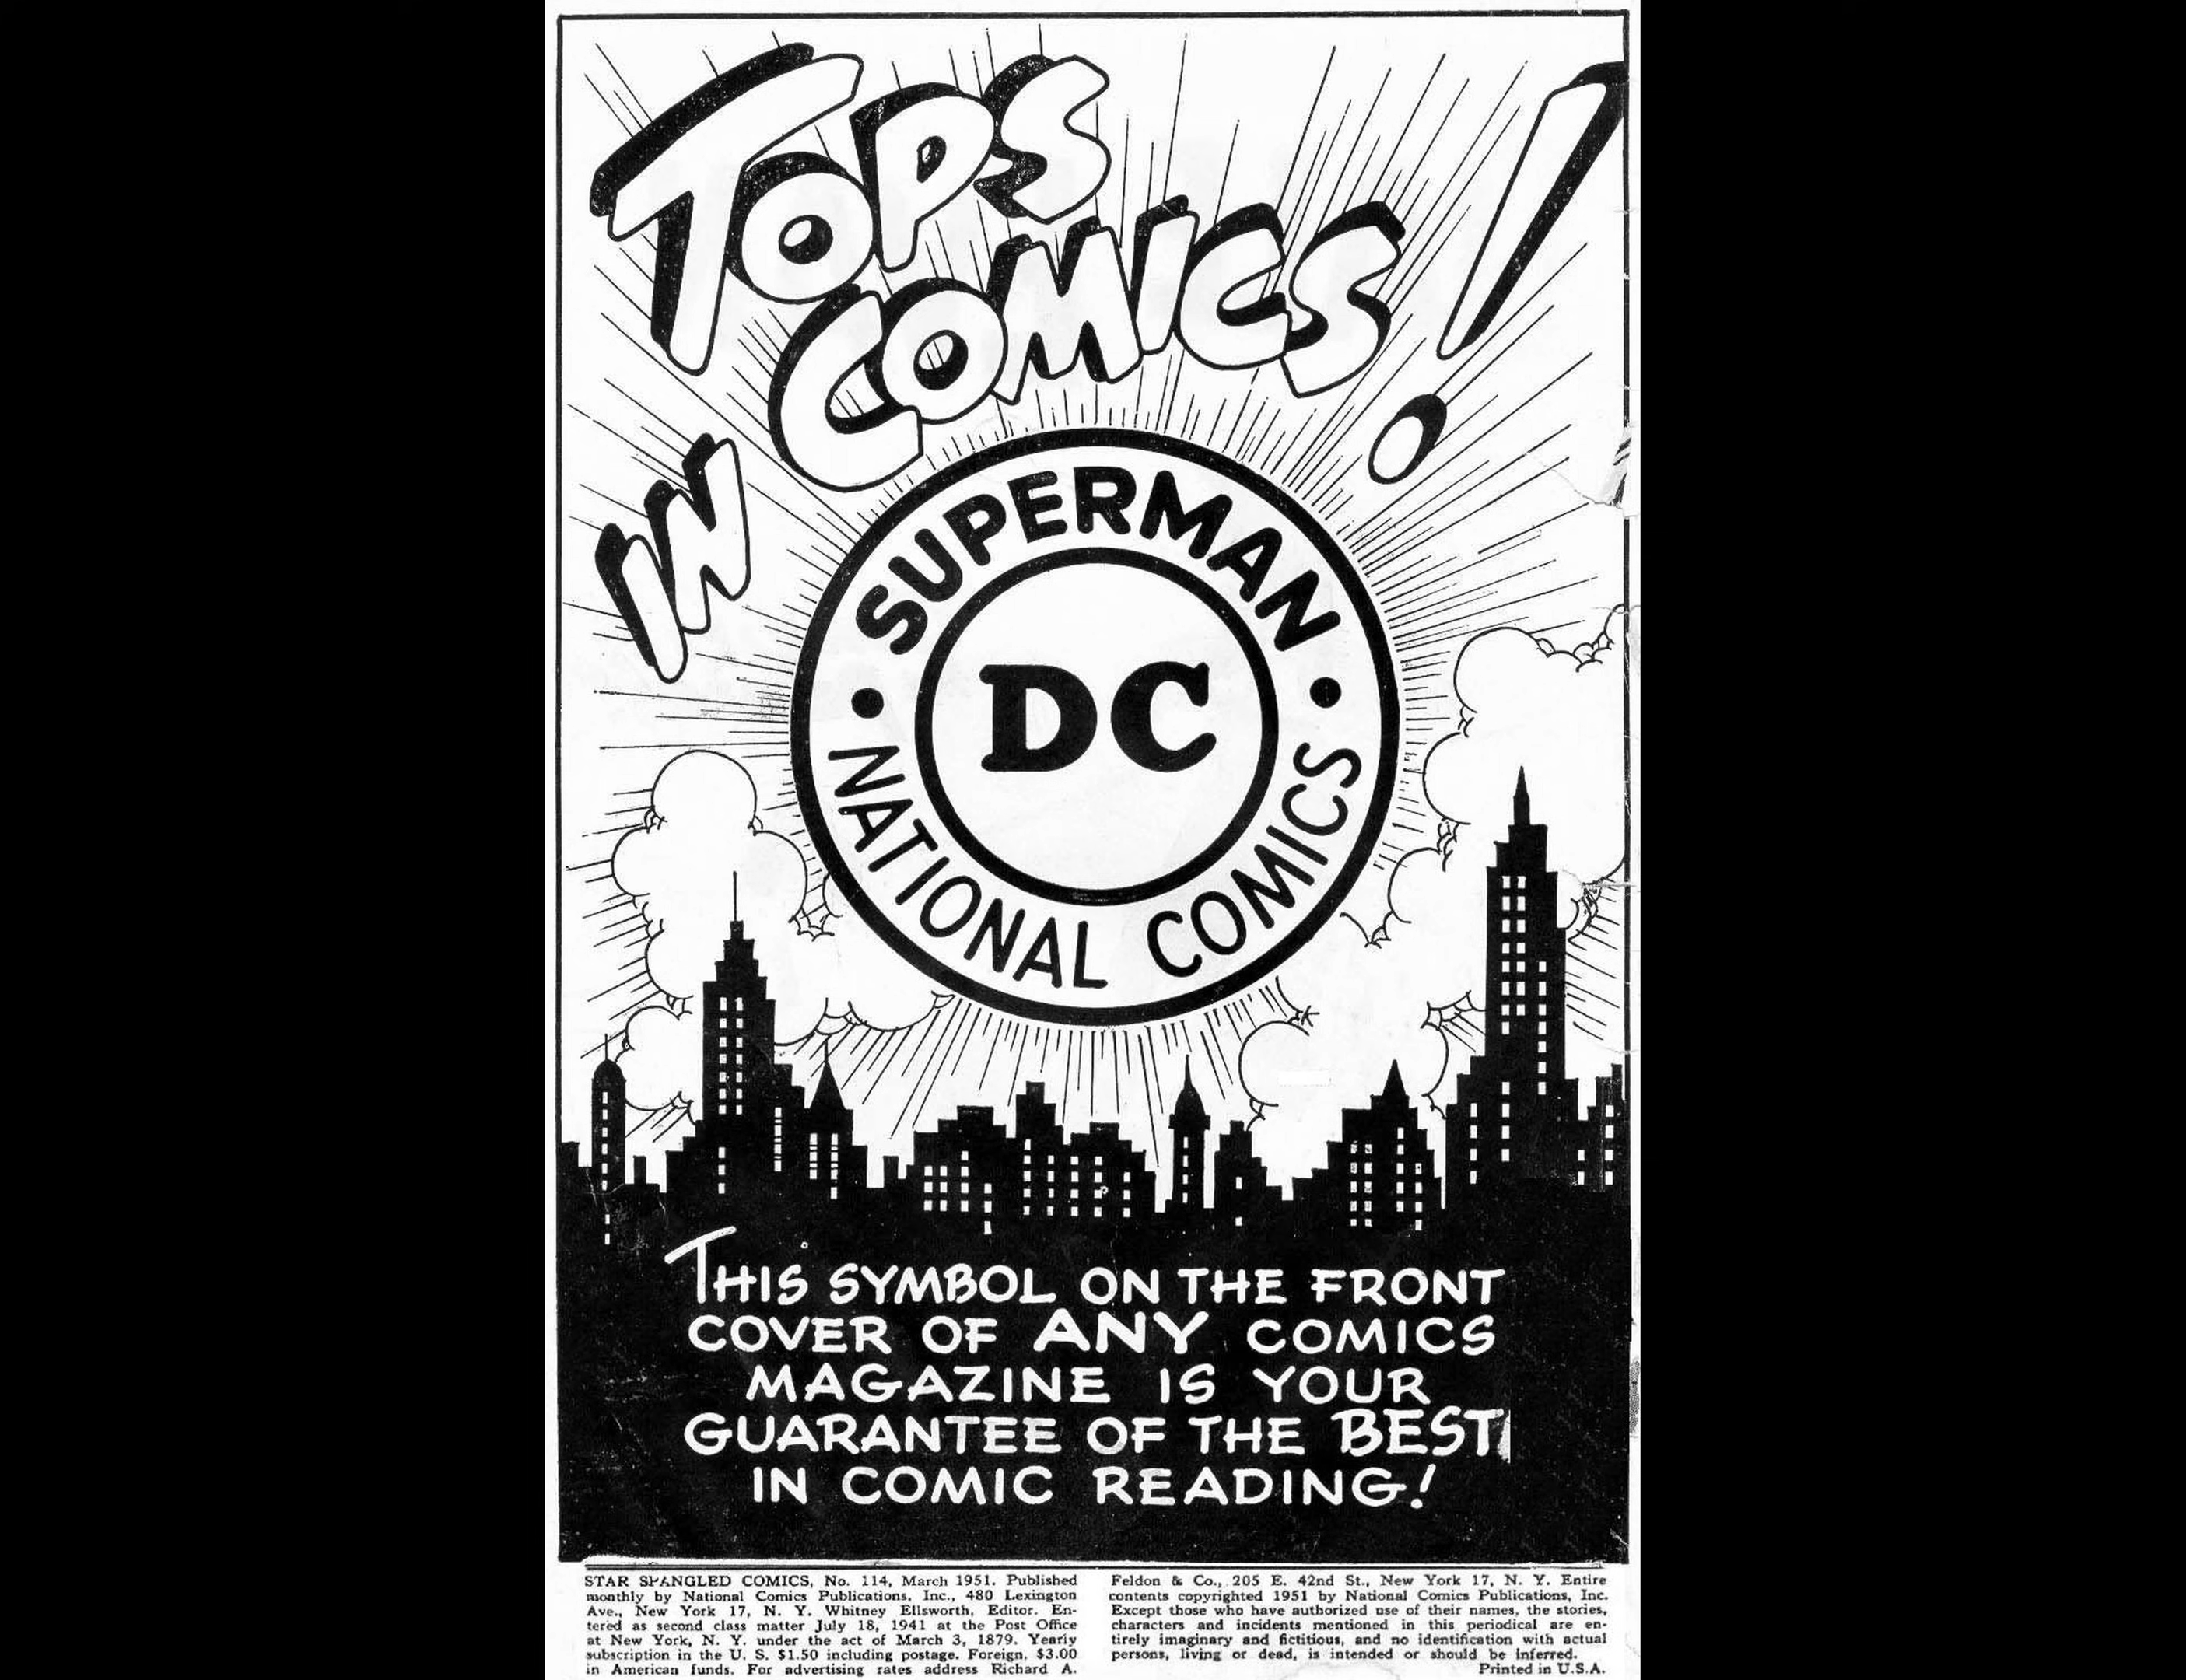 TOPS
IN COMICS!
SUPERMAN
DC
NATIONAL COMICS
THIS SYMBOL ON THE FRONT
COVER OF ANY COMICS
MAGAZINE IS YOUR
GUARANTEE OF THE BEST
IN COMIC READING!
STAR SPANGLED COMICS, No. 114, March 1951. Published
monthly by National Comics Publications, Inc., 480 Lexington
Ave., New York 17, N. Y. Whitney Ellsworth, Editor. En-
tered as second class matter July 18, 1941 at the Post Office
at New York, N. Y. under the act of March 3, 1879. Yearly
subscription in the U. S. $1.50 including postage. Foreign, $3.00
in American funds. For advertising rates address Richard A.
Feldon & Co., 205 E. 42nd St., New York 17, N. Y. Entire
contents copyrighted 1951 by National Comics Publications, Inc.
Except those who have authorized use of their names, the stories,
characters and incidents mentioned in this periodical are en-
tirely imaginary and fictitious, and no identification with actual
persons, living or dead, is intended or should be inferred.
Printed in U.S.A.